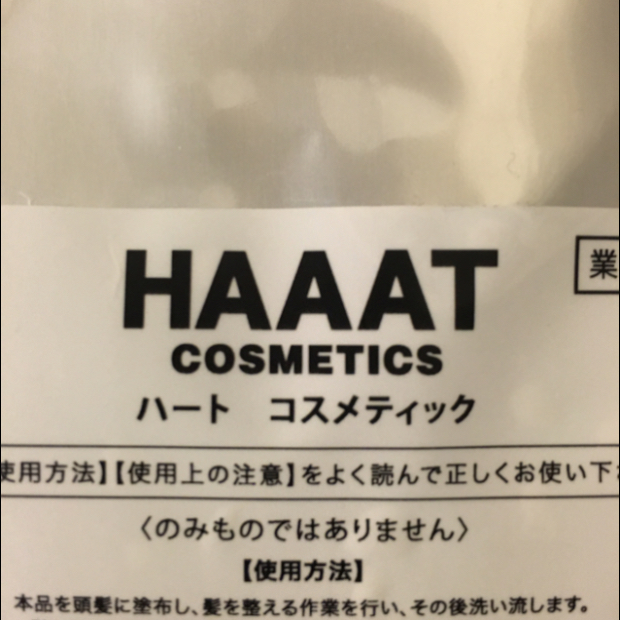 HAAAT
業
COSMETICS
ハート コスメティック
使用方法】【使用上の注意】をよく読んで正しくお使い下
〈のみものではありません〉
【使用方法】
本品を頭髪に塗布し、髪を整える作業を行い、その後洗い流します。